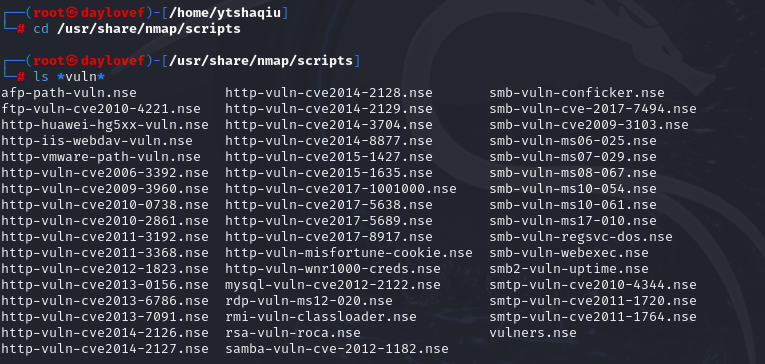 ┌──(root㉿daylovef)-[/home/ytshaqiu]
└─# cd /usr/share/nmap/scripts
┌──(root㉿daylovef)-[/usr/share/nmap/scripts]
└─# ls *vuln*
afp-path-vuln.nse http-vuln-cve2014-2128.nse smb-vuln-conficker.nse
ftp-vuln-cve2010-4221.nse http-vuln-cve2014-2129.nse smb-vuln-cve-2017-7494.nse
http-huawei-hg5xx-vuln.nse http-vuln-cve2014-3704.nse smb-vuln-cve2009-3103.nse
http-iis-webdav-vuln.nse http-vuln-cve2014-8877.nse smb-vuln-ms06-025.nse
http-vmware-path-vuln.nse http-vuln-cve2015-1427.nse smb-vuln-ms07-029.nse
http-vuln-cve2006-3392.nse http-vuln-cve2015-1635.nse smb-vuln-ms08-067.nse
http-vuln-cve2009-3960.nse http-vuln-cve2017-1001000.nse smb-vuln-ms10-054.nse
http-vuln-cve2010-0738.nse http-vuln-cve2017-5638.nse smb-vuln-ms10-061.nse
http-vuln-cve2010-2861.nse http-vuln-cve2017-5689.nse smb-vuln-ms17-010.nse
http-vuln-cve2011-3192.nse http-vuln-cve2017-8917.nse smb-vuln-regsvc-dos.nse
http-vuln-cve2011-3368.nse http-vuln-misfortune-cookie.nse smb-vuln-webexec.nse
http-vuln-cve2012-1823.nse http-vuln-wnr1000-creds.nse smb2-vuln-uptime.nse
http-vuln-cve2013-0156.nse mysql-vuln-cve2012-2122.nse smtp-vuln-cve2010-4344.nse
http-vuln-cve2013-6786.nse rdp-vuln-ms12-020.nse smtp-vuln-cve2011-1720.nse
http-vuln-cve2013-7091.nse rmi-vuln-classloader.nse smtp-vuln-cve2011-1764.nse
http-vuln-cve2014-2126.nse rsa-vuln-roca.nse vulners.nse
http-vuln-cve2014-2127.nse samba-vuln-cve-2012-1182.nse